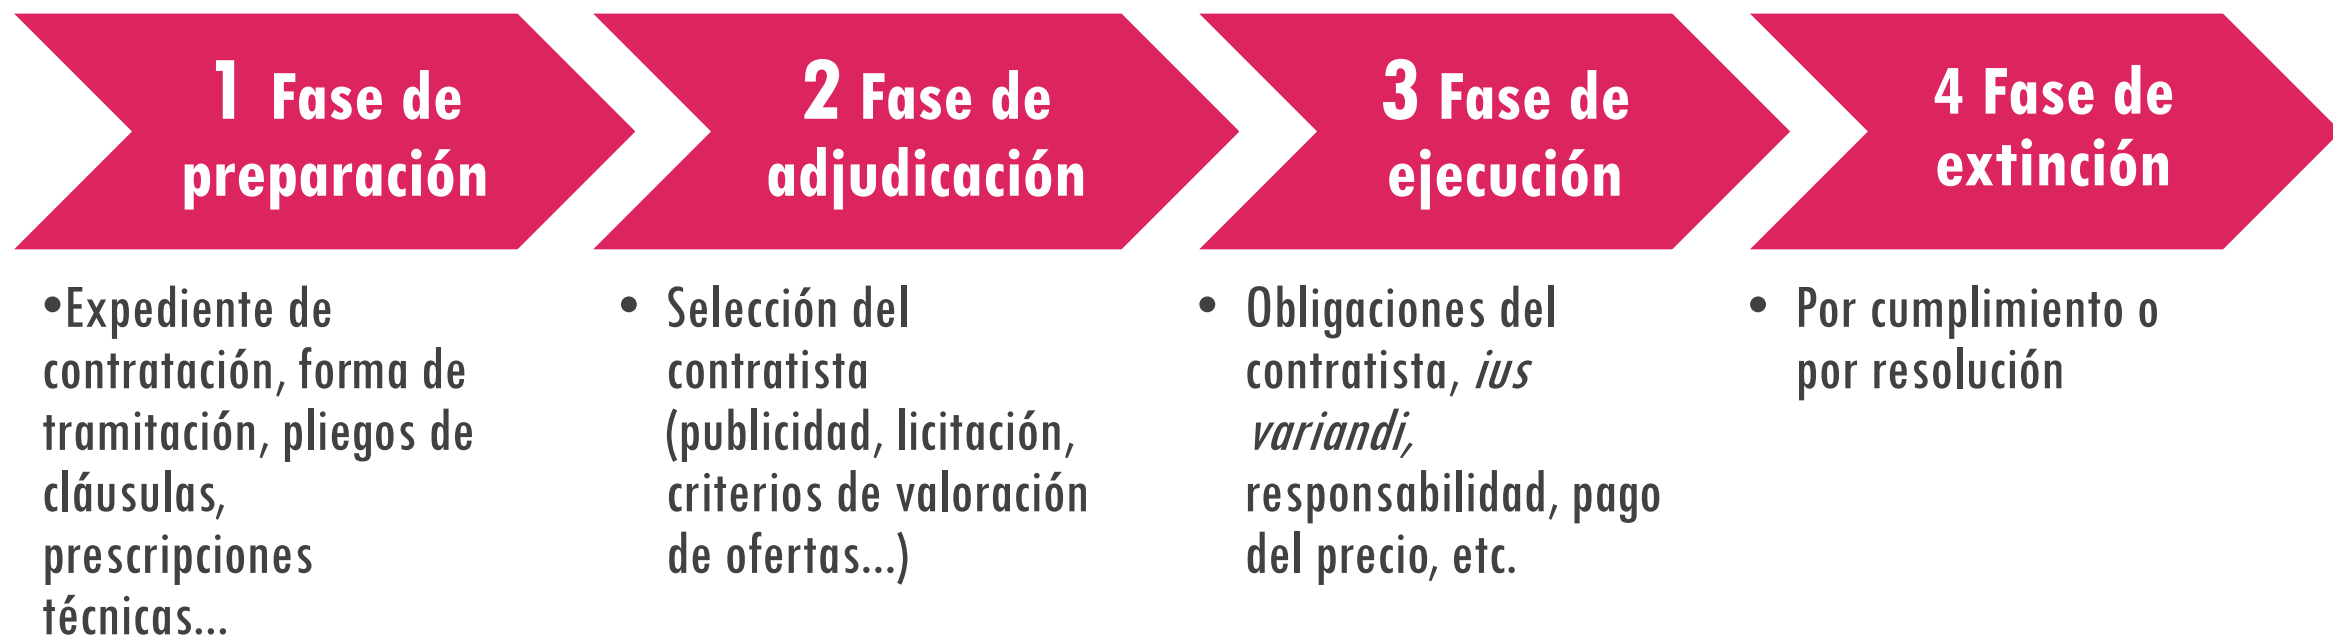 1 Fase de
preparación
2 Fase de
adjudicación
3 Fase de
ejecución
4 Fase de
extinción
•Expediente de
contratación, forma de
tramitación, pliegos de
cláusulas,
prescripciones
técnicas...
• Selección del
contratista
(publicidad, licitación,
criterios de valoración
de ofertas...)
• Obligaciones del
contratista, ius
variandi,
responsabilidad, pago
del precio, etc.
• Por cumplimiento o
por resolución